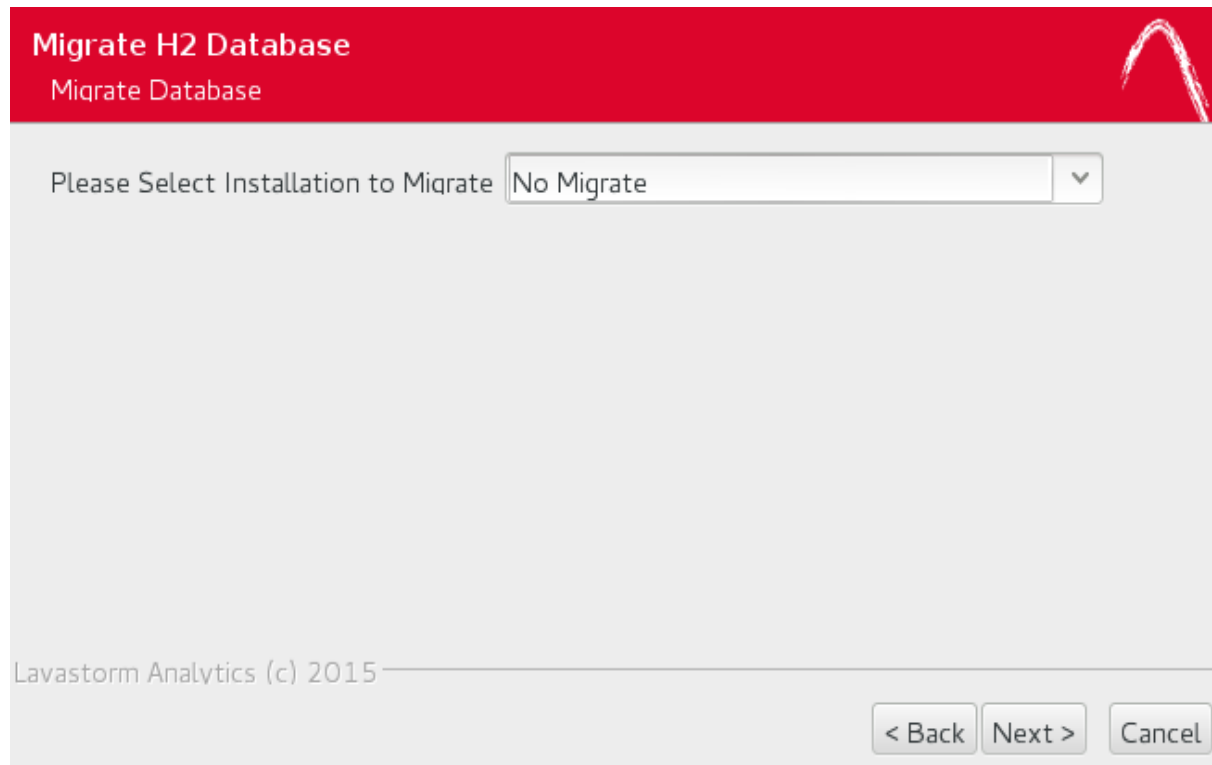 Migrate H2 Database
Migrate Database
Please Select Installation to Migrate No Migrate
Lavastorm Analytics (c) 2015
< Back Next > Cancel